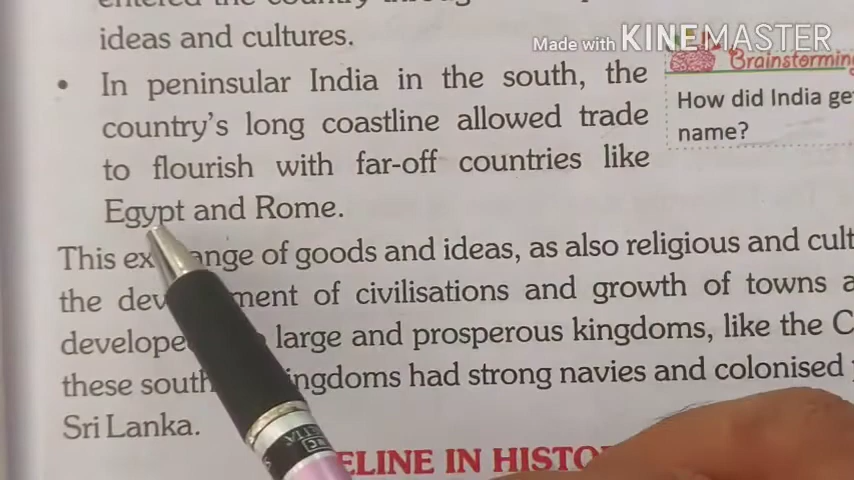 ideas and cultures.
Made with KINEMASTER
• In peninsular India in the south, the
country's long coastline allowed trade
to flourish with far-off countries like
Egypt and Rome.
Brainstorming
How did India ge
name?
This ex ange of goods and ideas, as also religious and cult
the dev ment of civilisations and growth of towns a
develope large and prosperous kingdoms, like the C
these south ingdoms had strong navies and colonised
Sri Lanka.
ELINE IN HISTO